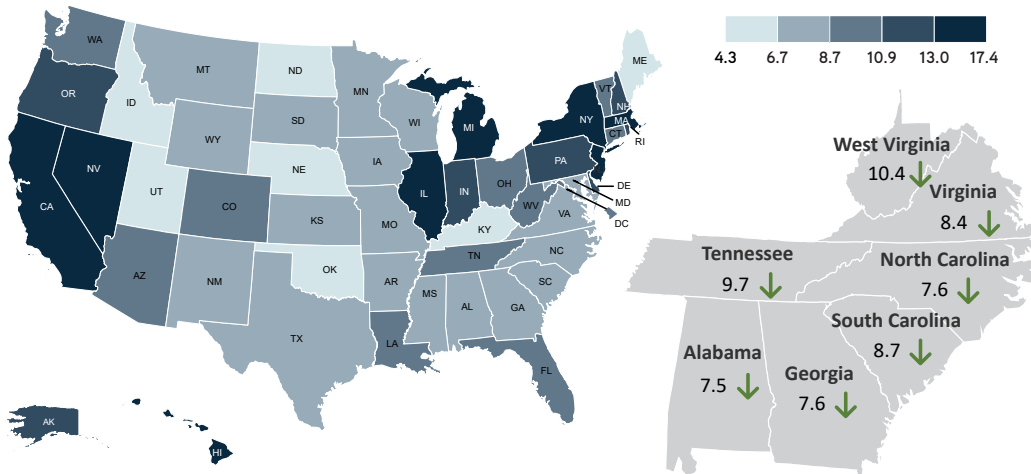 4.3 6.7 8.7 10.9 13.0 17.4
WA
OR
CA
NV
ID
MT
WY
UT
CO
AZ
NM
ND
SD
NE
KS
OK
TX
MN
IA
MO
AR
LA
WI
IL
MI
IN
OH
KY
TN
MS
AL
GA
FL
SC
NC
VA
WV
PA
NY
VT
NH
ME
MA
CT
RI
DE
MD
DC
AK
HI
West Virginia
10.4
Virginia
8.4
Tennessee
9.7
North Carolina
7.6
South Carolina
8.7
Alabama
7.5
Georgia
7.6